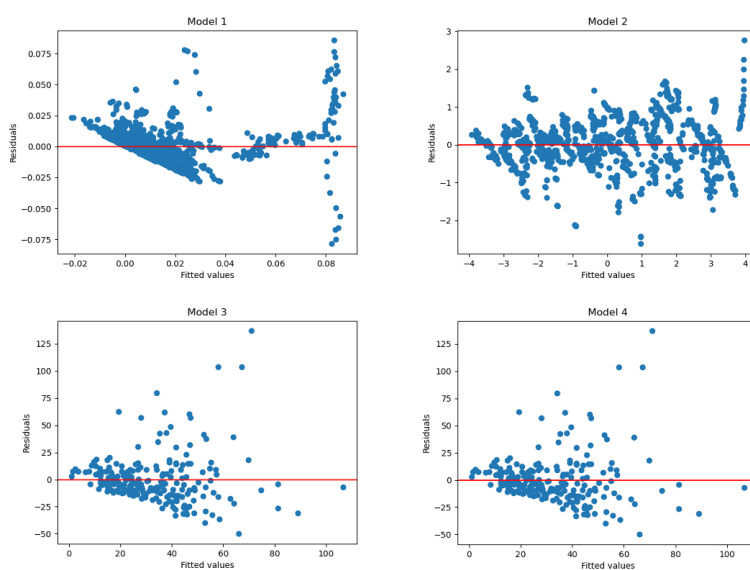 Model 1
Residuals
0.075
0.050
0.025
0.000
−0.025
−0.050
−0.075
−0.02 0.00 0.02 0.04 0.06 0.08
Fitted values
Model 2
Residuals
3
2
1
0
−1
−2
−4 −3 −2 −1 0 1 2 3 4
Fitted values
Model 3
Residuals
125
100
75
50
25
0
−25
−50
0 20 40 60 80 100
Fitted values
Model 4
Residuals
125
100
75
50
25
0
−25
−50
0 20 40 60 80 100
Fitted values